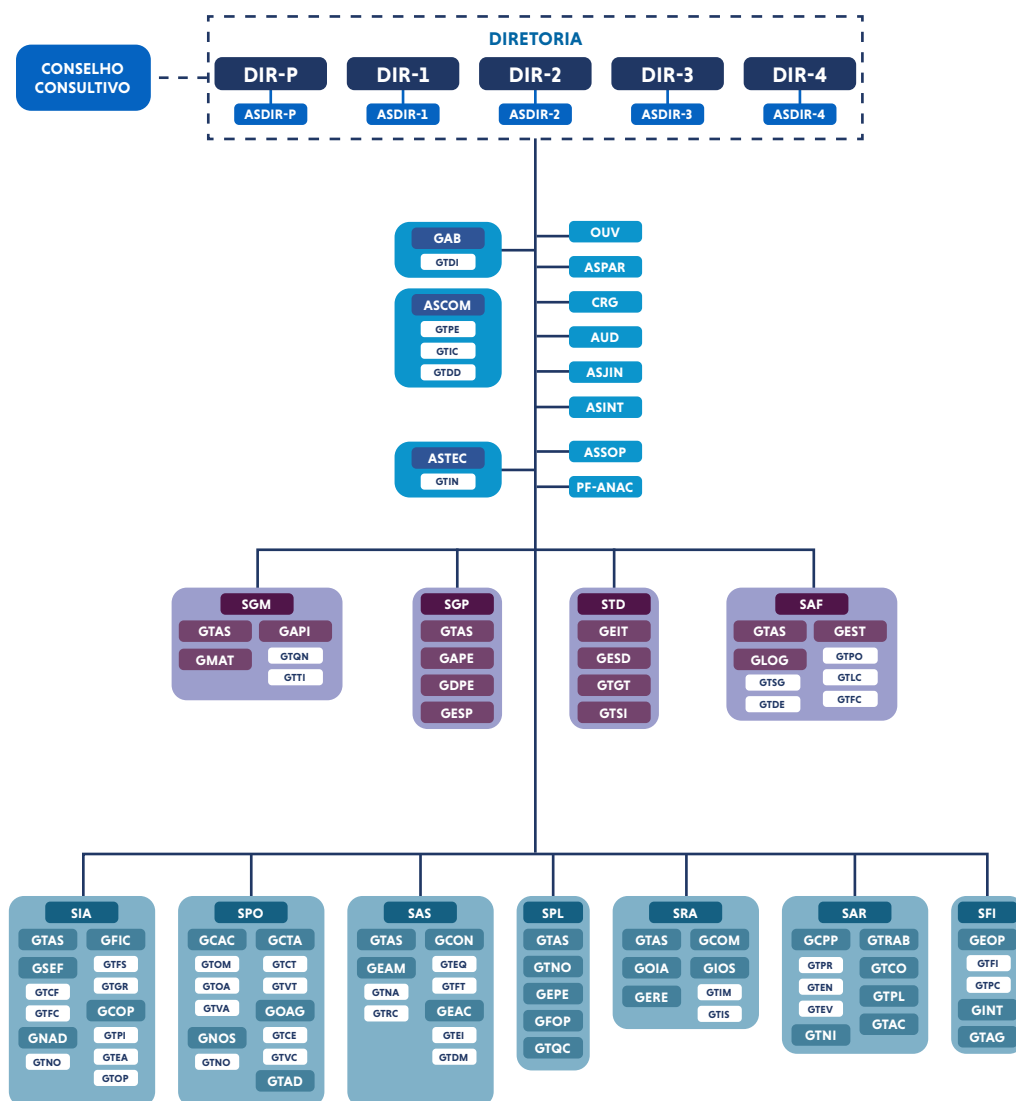 DIRETORIA
CONSELHO
CONSULTIVO
DIR-P
DIR-1
DIR-2
DIR-3
DIR-4
ASDIR-P
ASDIR-1
ASDIR-2
ASDIR-3
ASDIR-4
GAB
GTDI
ASCOM
GTPE
GTIC
GTDD
ASTEC
GTIN
OUV
ASPAR
CRG
AUD
ASJIN
ASINT
ASSOP
PF-ANAC
SGM
GTAS
GMAT
GAPI
GTQN
GTTI
SGP
GTAS
GAPE
GDPE
GESP
STD
GEIT
GESD
GTGT
GTSI
SAF
GTAS
GLOG
GTSG
GTDE
GEST
GTPO
GTLC
GTFC
SIA
GTAS
GSEF
GTCF
GTFC
GNAD
GTNO
GFIC
GTFS
GTGR
GCOP
GTPI
GTEA
GTOP
SPO
GCAC
GTOM
GTOA
GTVA
GNOS
GTNO
GCTA
GTCT
GTVT
GOAG
GTCE
GTVC
GTAD
SAS
GTAS
GEAM
GTNA
GTRC
GCON
GTEQ
GTFT
GEAC
GTEI
GTDM
SPL
GTAS
GTNO
GEPE
GFOP
GTQC
SRA
GTAS
GOIA
GERE
GCOM
GIOS
GTIM
GTIS
SAR
GCPP
GTPR
GTEN
GTEV
GTNI
GTRAB
GTCO
GTPL
GTAC
SFI
GEOP
GTFI
GTPC
GINT
GTAG